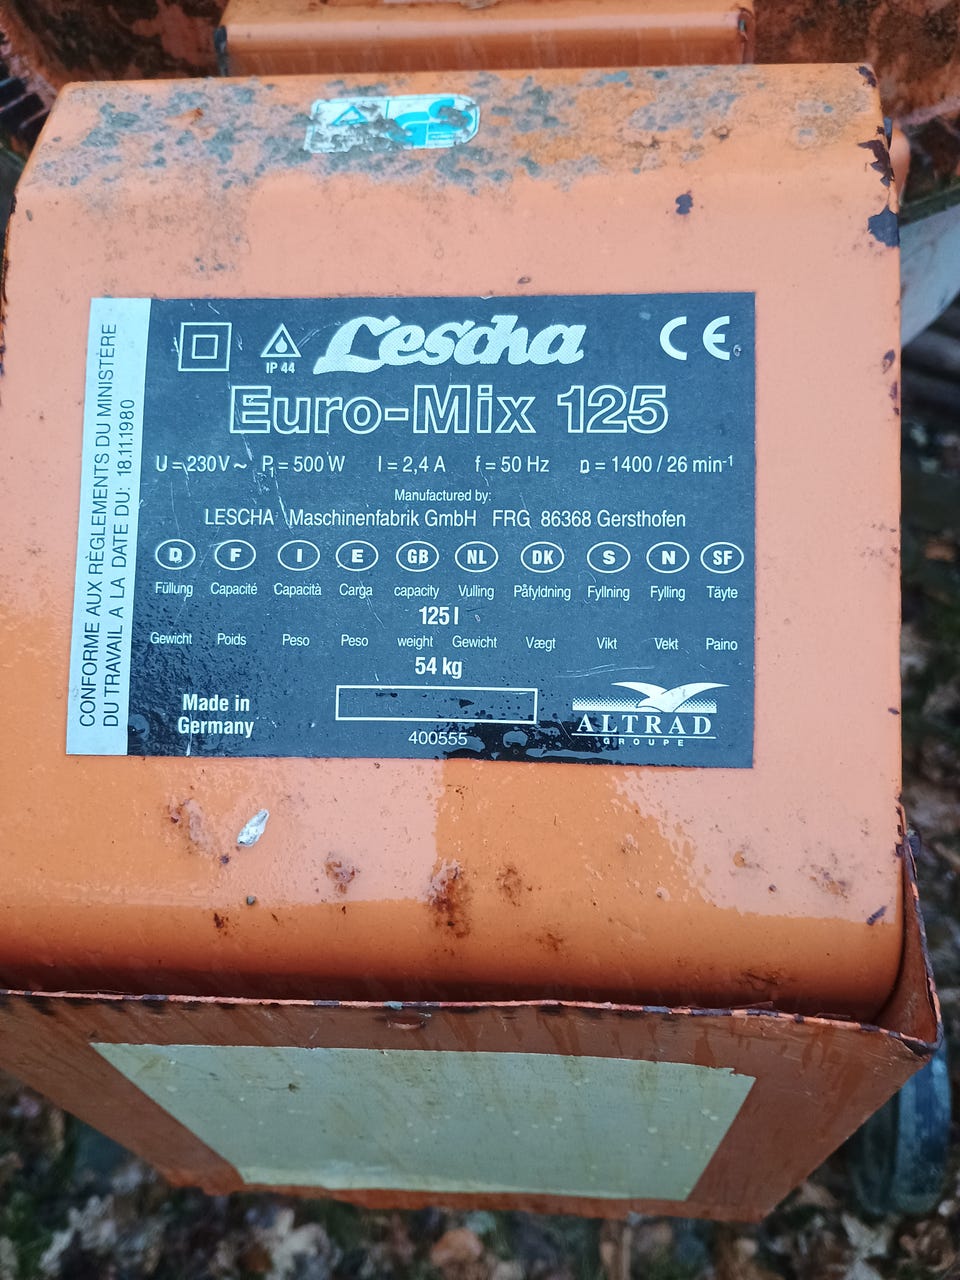 GS
CONFORME AUX RÈGLEMENTS DU MINISTÈRE
DU TRAVAIL A LA DATE DU: 18.11.1980
IP 44
Lescha
CE
Euro-Mix 125
U = 230V ~ P = 500 W I = 2,4 A f = 50 Hz n = 1400 / 26 min⁻¹
Manufactured by:
LESCHA Maschinenfabrik GmbH FRG 86368 Gersthofen
D F I E GB NL DK S N SF
Füllung Capacité Capacità Carga capacity Vulling Påfyldning Fyllning Fylling Täyte
125 l
Gewicht Poids Peso Peso weight Gewicht Vægt Vikt Vekt Paino
54 kg
Made in
Germany
400555
ALTRAD
GROUPE